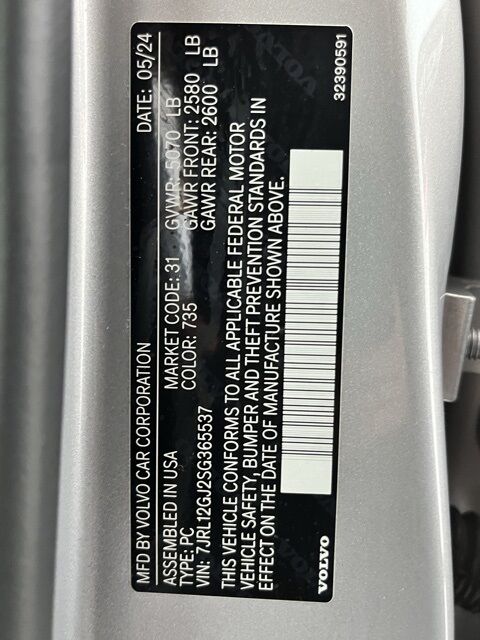 MFD BY VOLVO CAR CORPORATION DATE: 05/24
ASSEMBLED IN USA MARKET CODE: 31 GVWR: 5070 LB
TYPE: PC COLOR: 735 GAWR FRONT: 2580 LB
VIN: 7JRL12GJ2SG365537 GAWR REAR: 2600 LB
THIS VEHICLE CONFORMS TO ALL APPLICABLE FEDERAL MOTOR
VEHICLE SAFETY, BUMPER AND THEFT PREVENTION STANDARDS IN
EFFECT ON THE DATE OF MANUFACTURE SHOWN ABOVE.
VOLVO 32390591